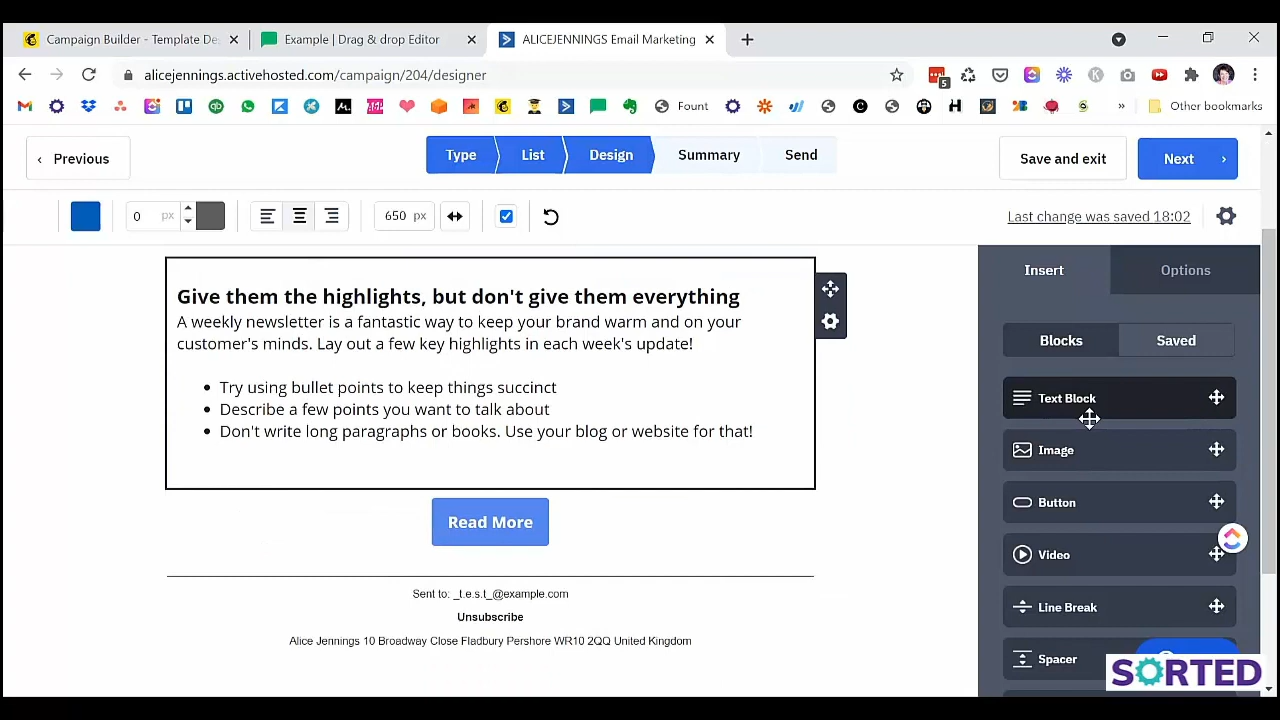 Campaign Builder - Template De
Example | Drag & drop Editor
ALICEJENNINGS Email Marketing
alicejennings.activehosted.com/campaign/204/designer
5
Fount
Other bookmarks
Previous
Type
List
Design
Summary
Send
Save and exit
Next
0 px
650 px
Last change was saved 18:02
Insert
Options
Give them the highlights, but don't give them everything
A weekly newsletter is a fantastic way to keep your brand warm and on your
customer's minds. Lay out a few key highlights in each week's update!
Try using bullet points to keep things succinct
Describe a few points you want to talk about
Don't write long paragraphs or books. Use your blog or website for that!
Read More
Sent to: _t.e.s.t_@example.com
Unsubscribe
Alice Jennings 10 Broadway Close Fladbury Pershore WR10 2QQ United Kingdom
Blocks
Saved
Text Block
Image
Button
Video
Line Break
Spacer
SORTED